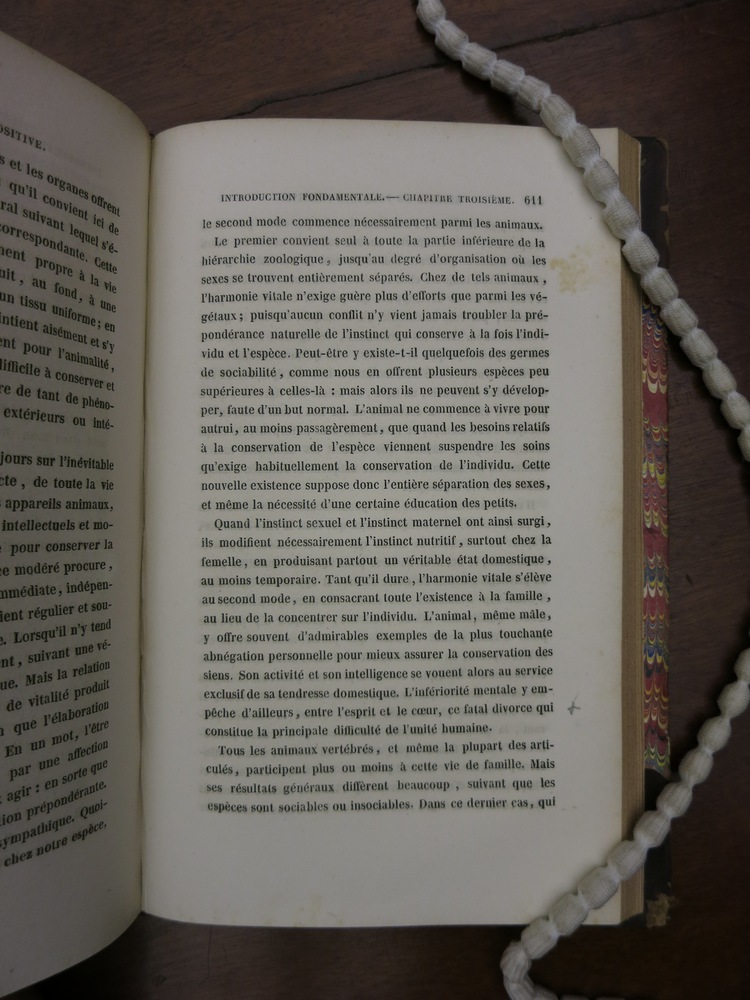 OSITIVE.
s et les organes offrent
qu'il convient ici de
ral suivant lequel s'é-
correspondante. Cette
ment propre à la vie
uit, au fond, à une
un tissu uniforme; en
intient aisément et s'y
ent pour l'animalité,
difficile à conserver et
re de tant de phéno-
extérieurs ou inté-
jours sur l'inévitable
cte, de toute la vie
s appareils animaux,
intellectuels et mo-
pour conserver la
ce modéré procure,
immédiate, indépen-
ient régulier et sou-
e. Lorsqu'il n'y tend
nt, suivant une vé-
ue. Mais la relation
de vitalité produit
n que l'élaboration
En un mot, l'être
par une affection
agir: en sorte que
tion prépondérante.
sympathique. Quoi-
chez notre espèce,
INTRODUCTION FONDAMENTALE.— CHAPITRE TROISIÈME. 611
le second mode commence nécessairement parmi les animaux.
Le premier convient seul à toute la partie inférieure de la
hiérarchie zoologique, jusqu'au degré d'organisation où les
sexes se trouvent entièrement séparés. Chez de tels animaux,
l'harmonie vitale n'exige guère plus d'efforts que parmi les vé-
gétaux; puisqu'aucun conflit n'y vient jamais troubler la pré-
pondérance naturelle de l'instinct qui conserve à la fois l'indi-
vidu et l'espèce. Peut-être y existe-t-il quelquefois des germes
de sociabilité, comme nous en offrent plusieurs espèces peu
supérieures à celles-là : mais alors ils ne peuvent s'y dévelop-
per, faute d'un but normal. L'animal ne commence à vivre pour
autrui, au moins passagèrement, que quand les besoins relatifs
à la conservation de l'espèce viennent suspendre les soins
qu'exige habituellement la conservation de l'individu. Cette
nouvelle existence suppose donc l'entière séparation des sexes,
et même la nécessité d'une certaine éducation des petits.
Quand l'instinct sexuel et l'instinct maternel ont ainsi surgi,
ils modifient nécessairement l'instinct nutritif, surtout chez la
femelle, en produisant partout un véritable état domestique,
au moins temporaire. Tant qu'il dure, l'harmonie vitale s'élève
au second mode, en consacrant toute l'existence à la famille,
au lieu de la concentrer sur l'individu. L'animal, même mâle,
y offre souvent d'admirables exemples de la plus touchante
abnégation personnelle pour mieux assurer la conservation des
siens. Son activité et son intelligence se vouent alors au service
exclusif de sa tendresse domestique. L'infériorité mentale y em-
pêche d'ailleurs, entre l'esprit et le cœur, ce fatal divorce qui
constitue la principale difficulté de l'unité humaine.
Tous les animaux vertébrés, et même la plupart des arti-
culés, participent plus ou moins à cette vie de famille. Mais
ses résultats généraux diffèrent beaucoup, suivant que les
espèces sont sociables ou insociables. Dans ce dernier cas, qui